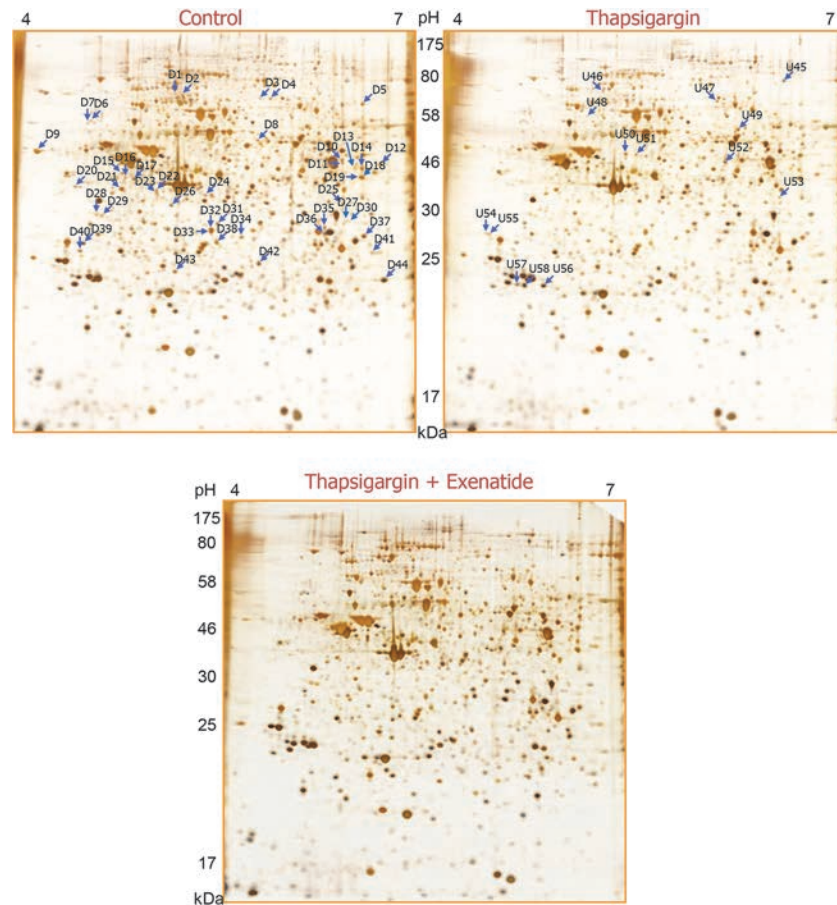 4 Control 7 pH 4 Thapsigargin 7
175
80
58
46
30
25
17
kDa
D1 D2 D3 D4
D5
D7 D6
D8
D9
D13
D10 D14 D12
D11
D15 D16 D17 D18
D19
D20 D21 D23 D22 D24
D25
D26
D28 D29
D27 D30
D32 D31 D35
D34 D36 D37
D33 D38
D40 D39
D41
D42
D43
D44
U45
U46
U47
U48
U49
U50 U51
U52
U53
U54 U55
U57 U58 U56
pH 4 Thapsigargin + Exenatide 7
175
80
58
46
30
25
17
kDa